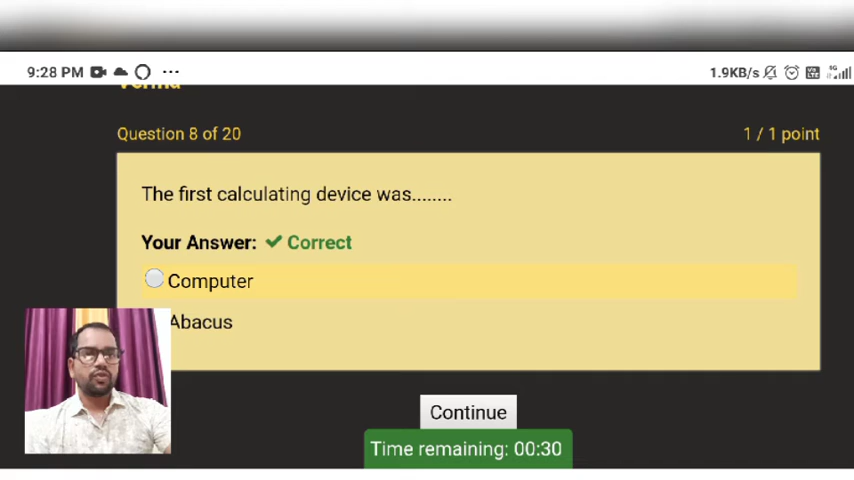 9:28 PM ...
1.9KB/s
Question 8 of 20
1 / 1 point
The first calculating device was........
Your Answer: ✔ Correct
Computer
Abacus
Continue
Time remaining: 00:30